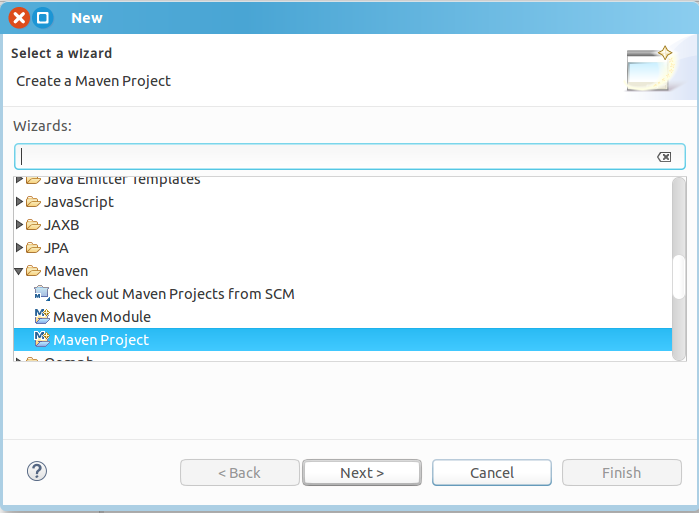 New
Select a wizard
Create a Maven Project
Wizards:
Java Emitter Templates
JavaScript
JAXB
JPA
Maven
Check out Maven Projects from SCM
Maven Module
Maven Project
Oomph
< Back
Next >
Cancel
Finish